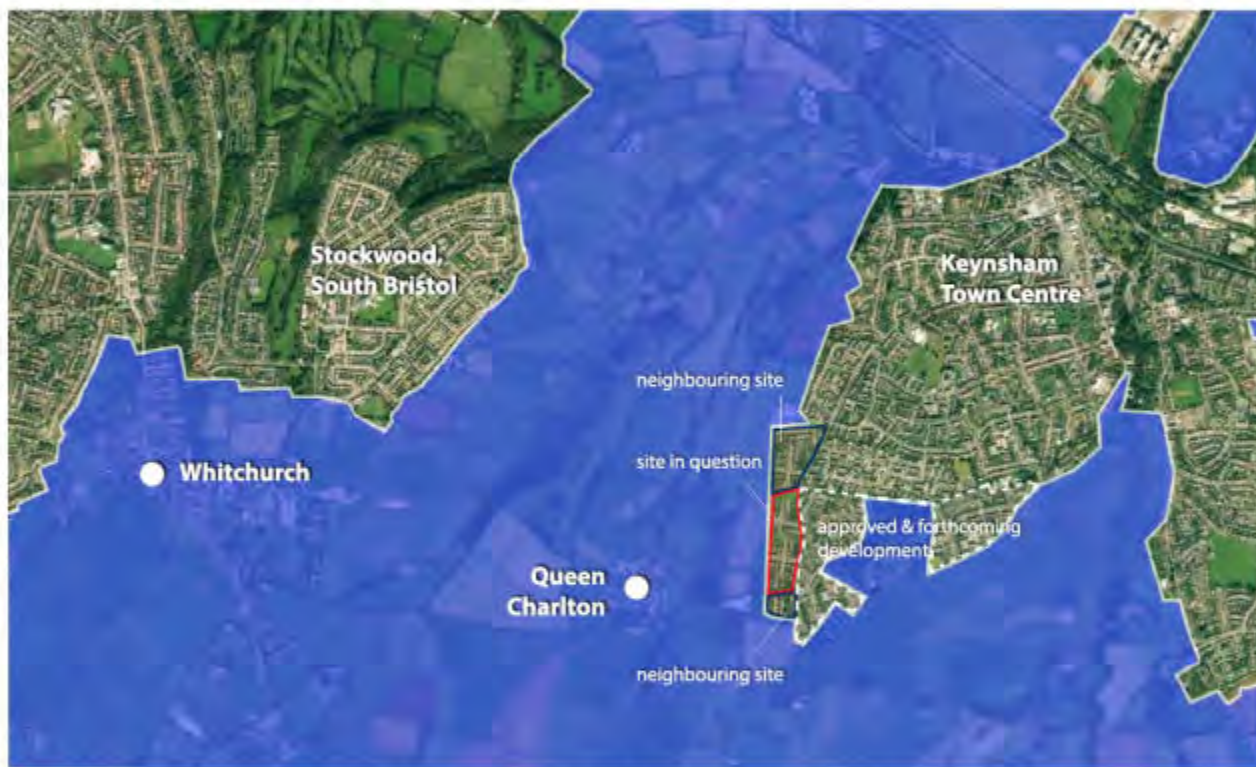 Stockwood,
South Bristol
Keynsham
Town Centre
neighbouring site
site in question
Whitchurch
approved & forthcoming
development
Queen
Charlton
neighbouring site